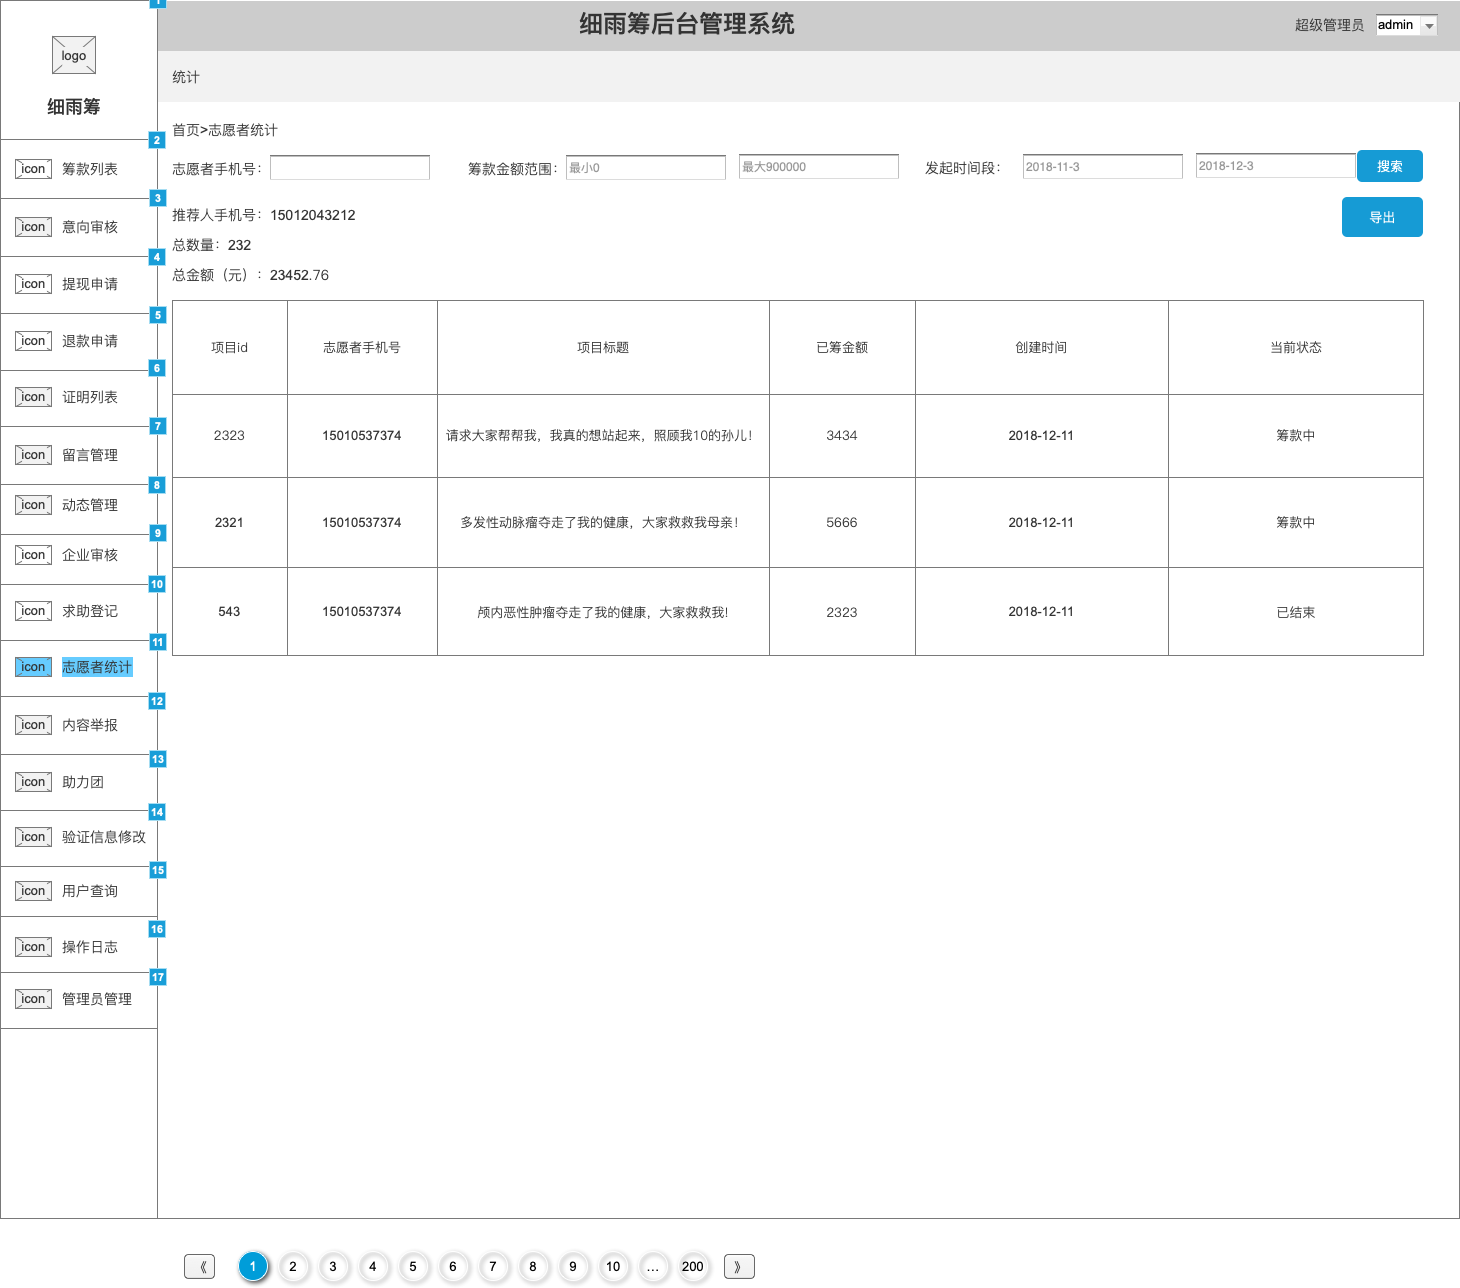 1
细雨筹后台管理系统
超级管理员 admin
logo
细雨筹
统计
首页>志愿者统计
2
icon 筹款列表
3
icon 意向审核
4
icon 提现申请
5
icon 退款申请
6
icon 证明列表
7
icon 留言管理
8
icon 动态管理
9
icon 企业审核
10
icon 求助登记
11
icon 志愿者统计
12
icon 内容举报
13
icon 助力团
14
icon 验证信息修改
15
icon 用户查询
16
icon 操作日志
17
icon 管理员管理
志愿者手机号： 筹款金额范围： 最小0 最大900000 发起时间段： 2018-11-3 2018-12-3 搜索
推荐人手机号：15012043212
导出
总数量：232
总金额（元）：23452.76
项目id 志愿者手机号 项目标题 已筹金额 创建时间 当前状态
2323 15010537374 请求大家帮帮我，我真的想站起来，照顾我10的孙儿！ 3434 2018-12-11 筹款中
2321 15010537374 多发性动脉瘤夺走了我的健康，大家救救我母亲！ 5666 2018-12-11 筹款中
543 15010537374 颅内恶性肿瘤夺走了我的健康，大家救救我! 2323 2018-12-11 已结束
《 1 2 3 4 5 6 7 8 9 10 ... 200 》